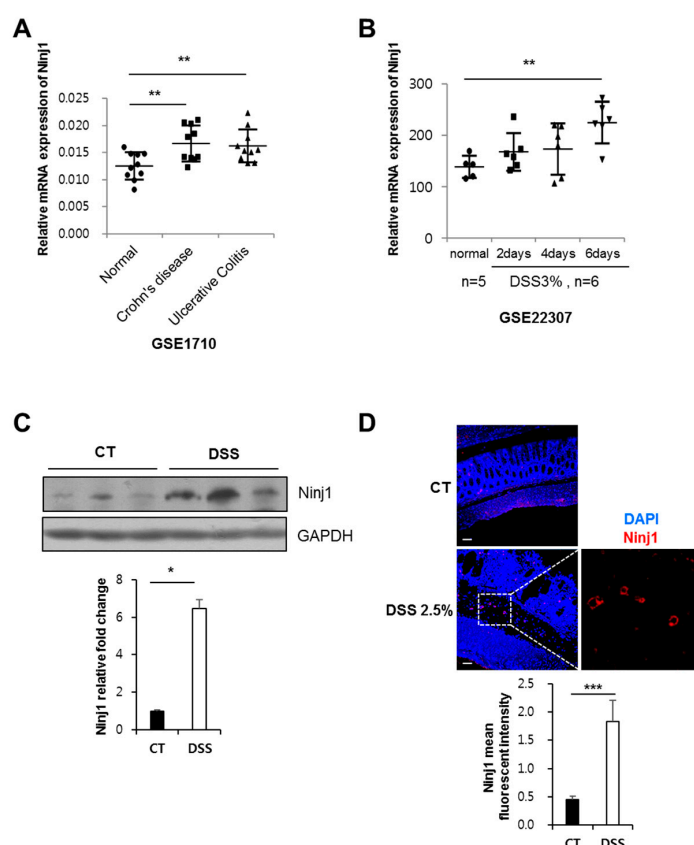 A
Relative mRNA expression of Ninj1
**
**
0.025
0.020
0.015
0.010
0.005
0.000
Normal
Crohn's disease
Ulcerative Colitis
GSE1710
B
Relative mRNA expression of Ninj1
**
300
200
100
0
normal 2days 4days 6days
n=5 DSS3% , n=6
GSE22307
C
CT DSS
Ninj1
GAPDH
Ninj1 relative fold change
*
8
6
4
2
0
CT DSS
D
CT
DAPI
Ninj1
DSS 2.5%
Ninj1 mean
fluorescent intensity
***
2.5
2.0
1.5
1.0
0.5
0.0
CT DSS